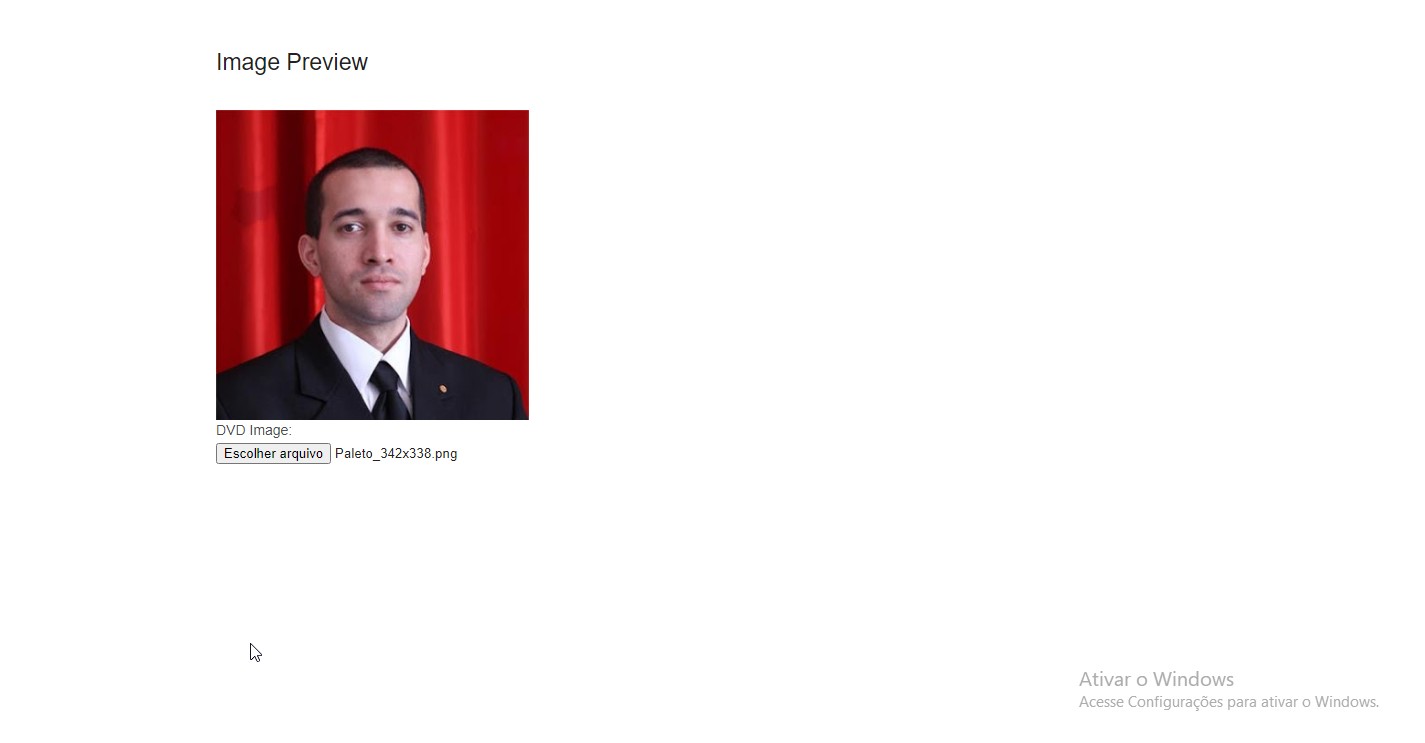 Image Preview
DVD Image:
Escolher arquivo Paleto_342x338.png
Ativar o Windows
Acesse Configurações para ativar o Windows.